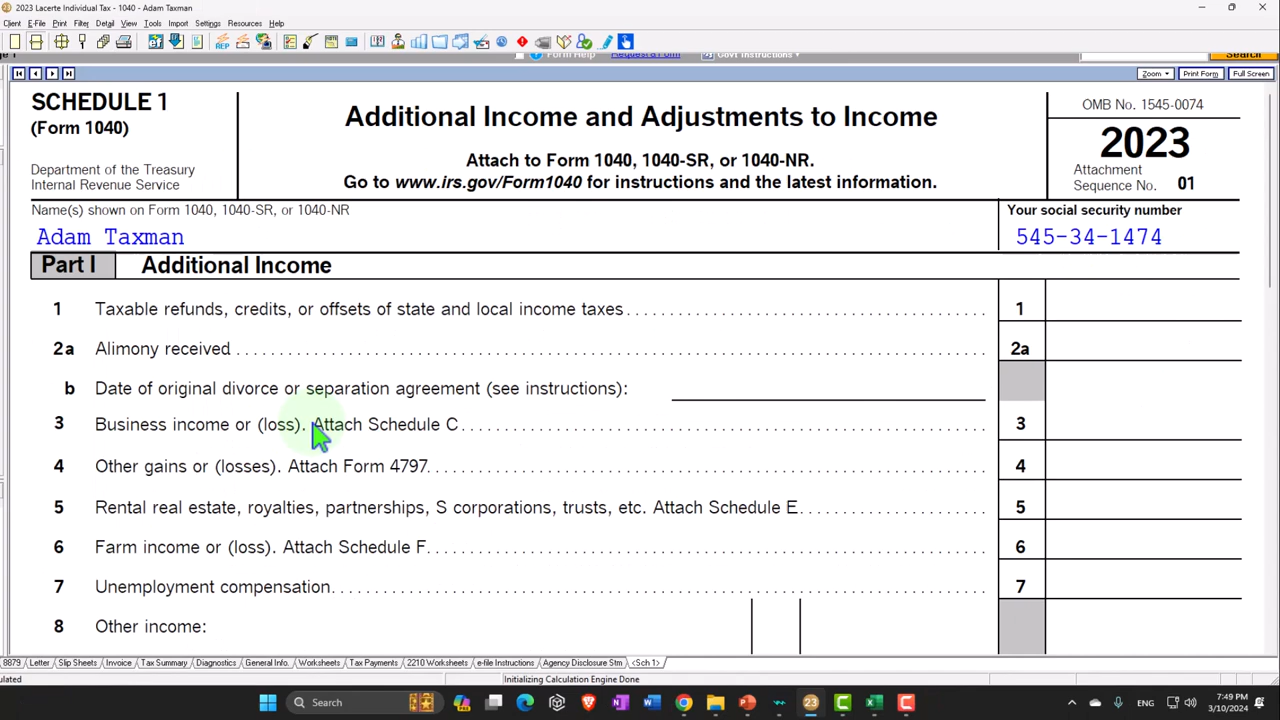 2023 Lacerte Individual Tax - 1040 - Adam Taxman
Client E-File Print Filter Detail View Tools Import Settings Resources Help
Form Help Request a Form Govt Instructions Search
Zoom Print Form Full Screen
SCHEDULE 1
(Form 1040)
Department of the Treasury
Internal Revenue Service
Additional Income and Adjustments to Income
Attach to Form 1040, 1040-SR, or 1040-NR.
Go to www.irs.gov/Form1040 for instructions and the latest information.
OMB No. 1545-0074
2023
Attachment
Sequence No. 01
Name(s) shown on Form 1040, 1040-SR, or 1040-NR
Your social security number
Adam Taxman
545-34-1474
Part I Additional Income
1 Taxable refunds, credits, or offsets of state and local income taxes 1
2a Alimony received 2a
b Date of original divorce or separation agreement (see instructions):
3 Business income or (loss). Attach Schedule C 3
4 Other gains or (losses). Attach Form 4797 4
5 Rental real estate, royalties, partnerships, S corporations, trusts, etc. Attach Schedule E 5
6 Farm income or (loss). Attach Schedule F 6
7 Unemployment compensation 7
8 Other income:
8879 Letter Slip Sheets Invoice Tax Summary Diagnostics General Info. Worksheets Tax Payments 2210 Worksheets e-file Instructions Agency Disclosure Stm <Sch 1>
ulated Initializing Calculation Engine Done
Search 23 ENG 7:49 PM
3/10/2024